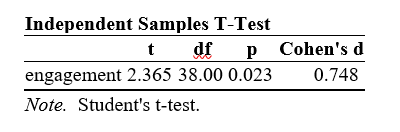 Independent Samples T-Test
t df p Cohen's d
engagement 2.365 38.00 0.023 0.748
Note. Student's t-test.